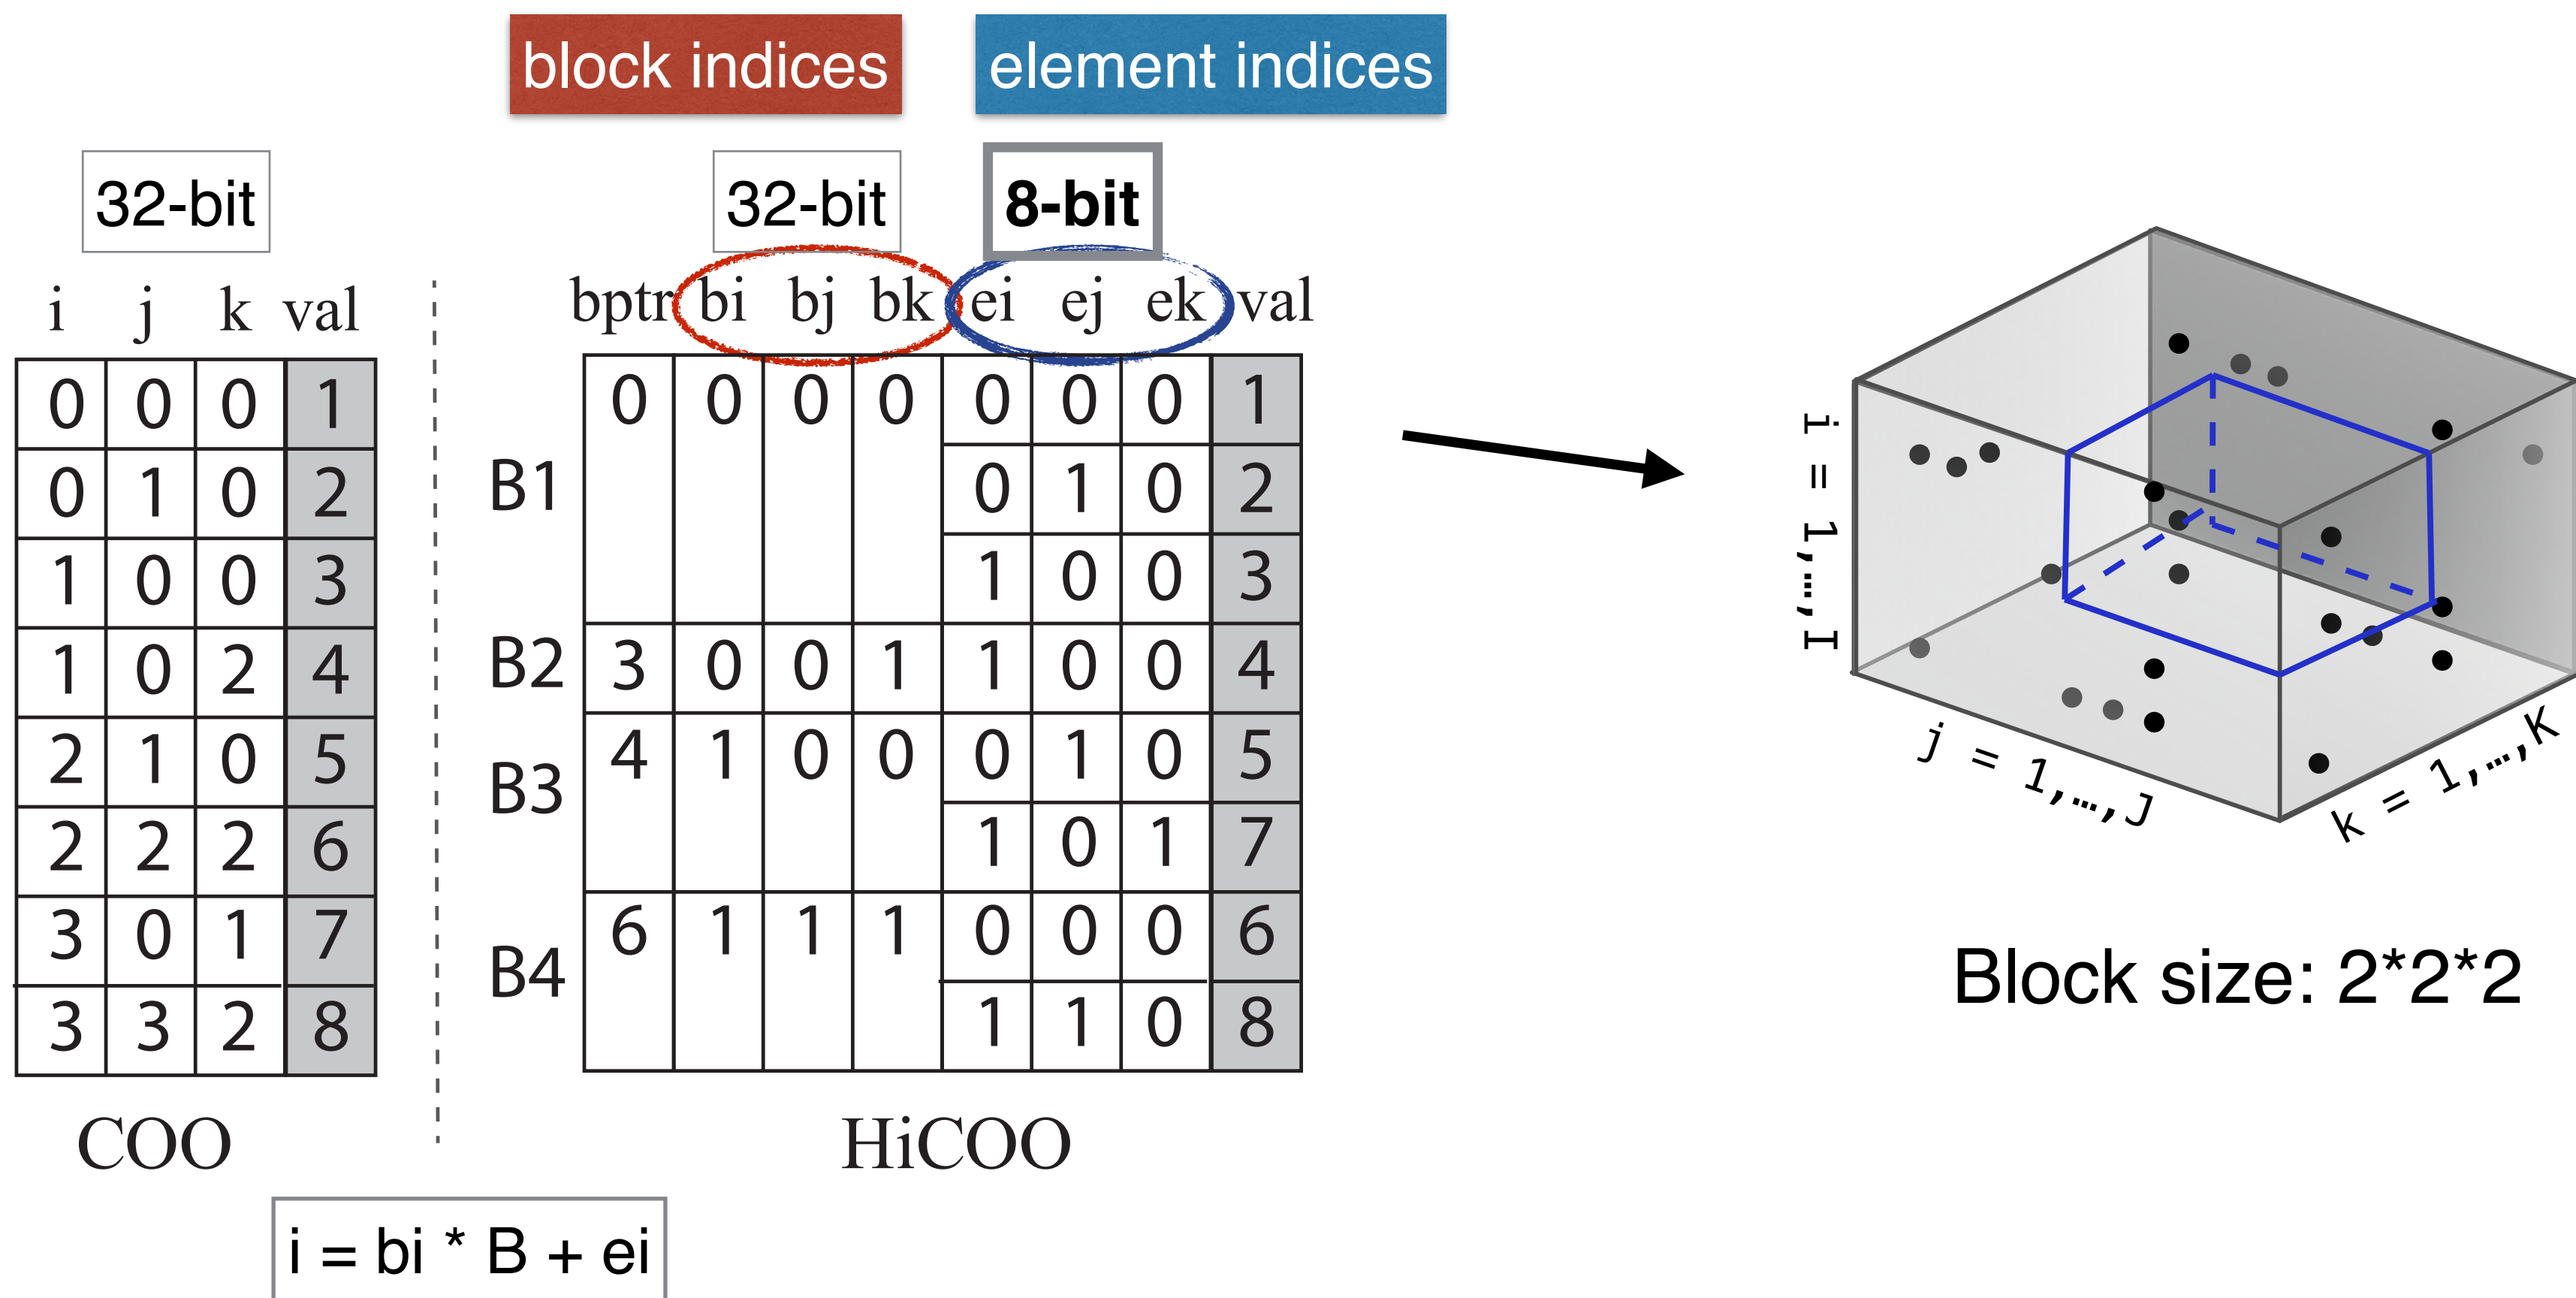 block indices element indices
32-bit 32-bit 8-bit
i j k val
0 0 0 1
0 1 0 2
1 0 0 3
1 0 2 4
2 1 0 5
2 2 2 6
3 0 1 7
3 3 2 8
COO
bptr bi bj bk ei ej ek val
B1 0 0 0 0 0 0 0 1
0 1 0 2
1 0 0 3
B2 3 0 0 1 1 0 0 4
B3 4 1 0 0 0 1 0 5
1 0 1 7
B4 6 1 1 1 0 0 0 6
1 1 0 8
HiCOO
i = bi * B + ei
i = 1,…,I
j = 1,…,J
k = 1,…,K
Block size: 2*2*2